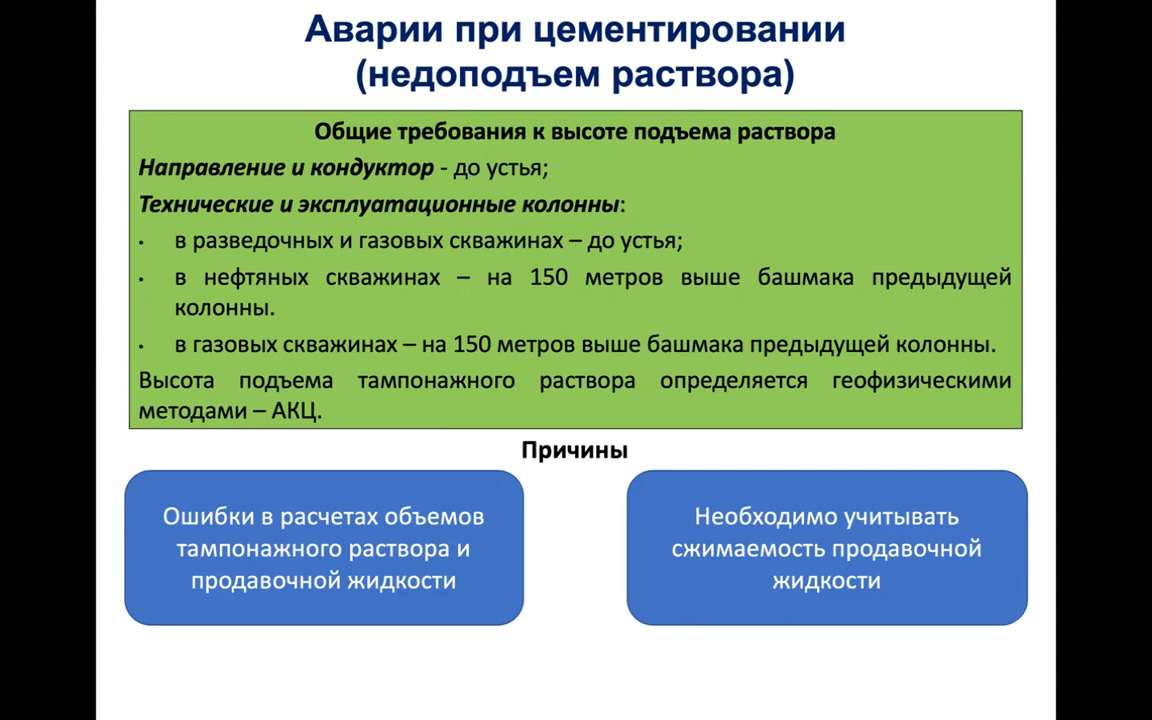 Аварии при цементировании
(недоподъем раствора)
Общие требования к высоте подъема раствора
Направление и кондуктор - до устья;
Технические и эксплуатационные колонны:
• в разведочных и газовых скважинах – до устья;
• в нефтяных скважинах – на 150 метров выше башмака предыдущей
колонны.
• в газовых скважинах – на 150 метров выше башмака предыдущей колонны.
Высота подъема тампонажного раствора определяется геофизическими
методами – АКЦ.
Причины
Ошибки в расчетах объемов
тампонажного раствора и
продавочной жидкости
Необходимо учитывать
сжимаемость продавочной
жидкости